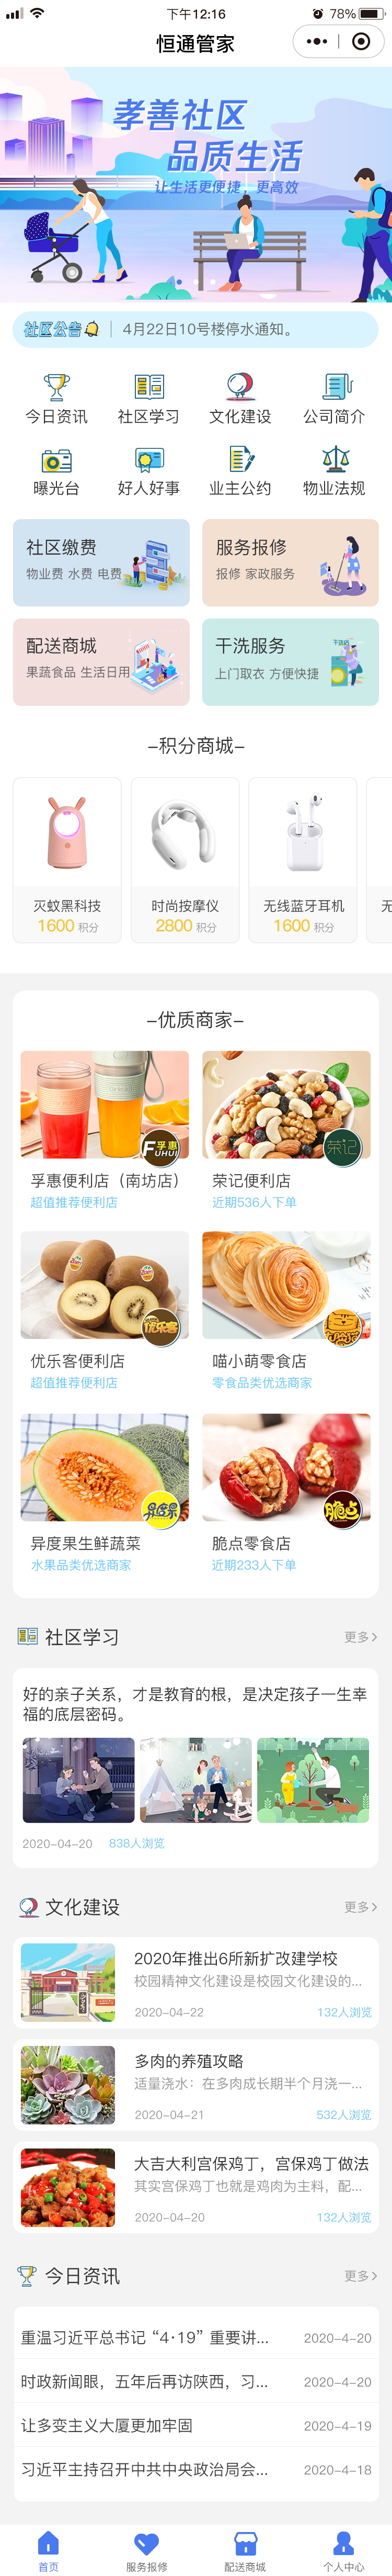 下午12:16
78%
恒通管家
孝善社区
品质生活
让生活更便捷,更高效
社区公告
4月22日10号楼停水通知。
今日资讯 社区学习 文化建设 公司简介
曝光台 好人好事 业主公约 物业法规
社区缴费 服务报修
物业费 水费 电费 报修 家政服务
配送商城 干洗服务
果蔬食品 生活日用 上门取衣 方便快捷
-积分商城-
灭蚊黑科技 时尚按摩仪 无线蓝牙耳机 无
1600 积分 2800 积分 1600 积分
-优质商家-
孚惠
FUHUI
荣记
孚惠便利店(南坊店) 荣记便利店
超值推荐便利店 近期536人下单
优乐客
优乐客便利店 喵小萌零食店
超值推荐便利店 零食品类优选商家
异度果
脆点
异度果生鲜蔬菜 脆点零食店
水果品类优选商家 近期233人下单
社区学习 更多>
好的亲子关系,才是教育的根,是决定孩子一生幸
福的底层密码。
2020-04-20 838人浏览
文化建设 更多>
2020年推出6所新扩改建学校
校园精神文化建设是校园文化建设的...
2020-04-22 132人浏览
多肉的养殖攻略
适量浇水:在多肉成长期半个月浇一...
2020-04-21 532人浏览
大吉大利宫保鸡丁,宫保鸡丁做法
其实宫保鸡丁也就是鸡肉为主料,配...
2020-04-20 132人浏览
今日资讯 更多>
重温习近平总书记“4·19”重要讲... 2020-4-20
时政新闻眼,五年后再访陕西,习... 2020-4-20
让多变主义大厦更加牢固 2020-4-19
习近平主持召开中共中央政治局会... 2020-4-18
首页 服务报修 配送商城 个人中心